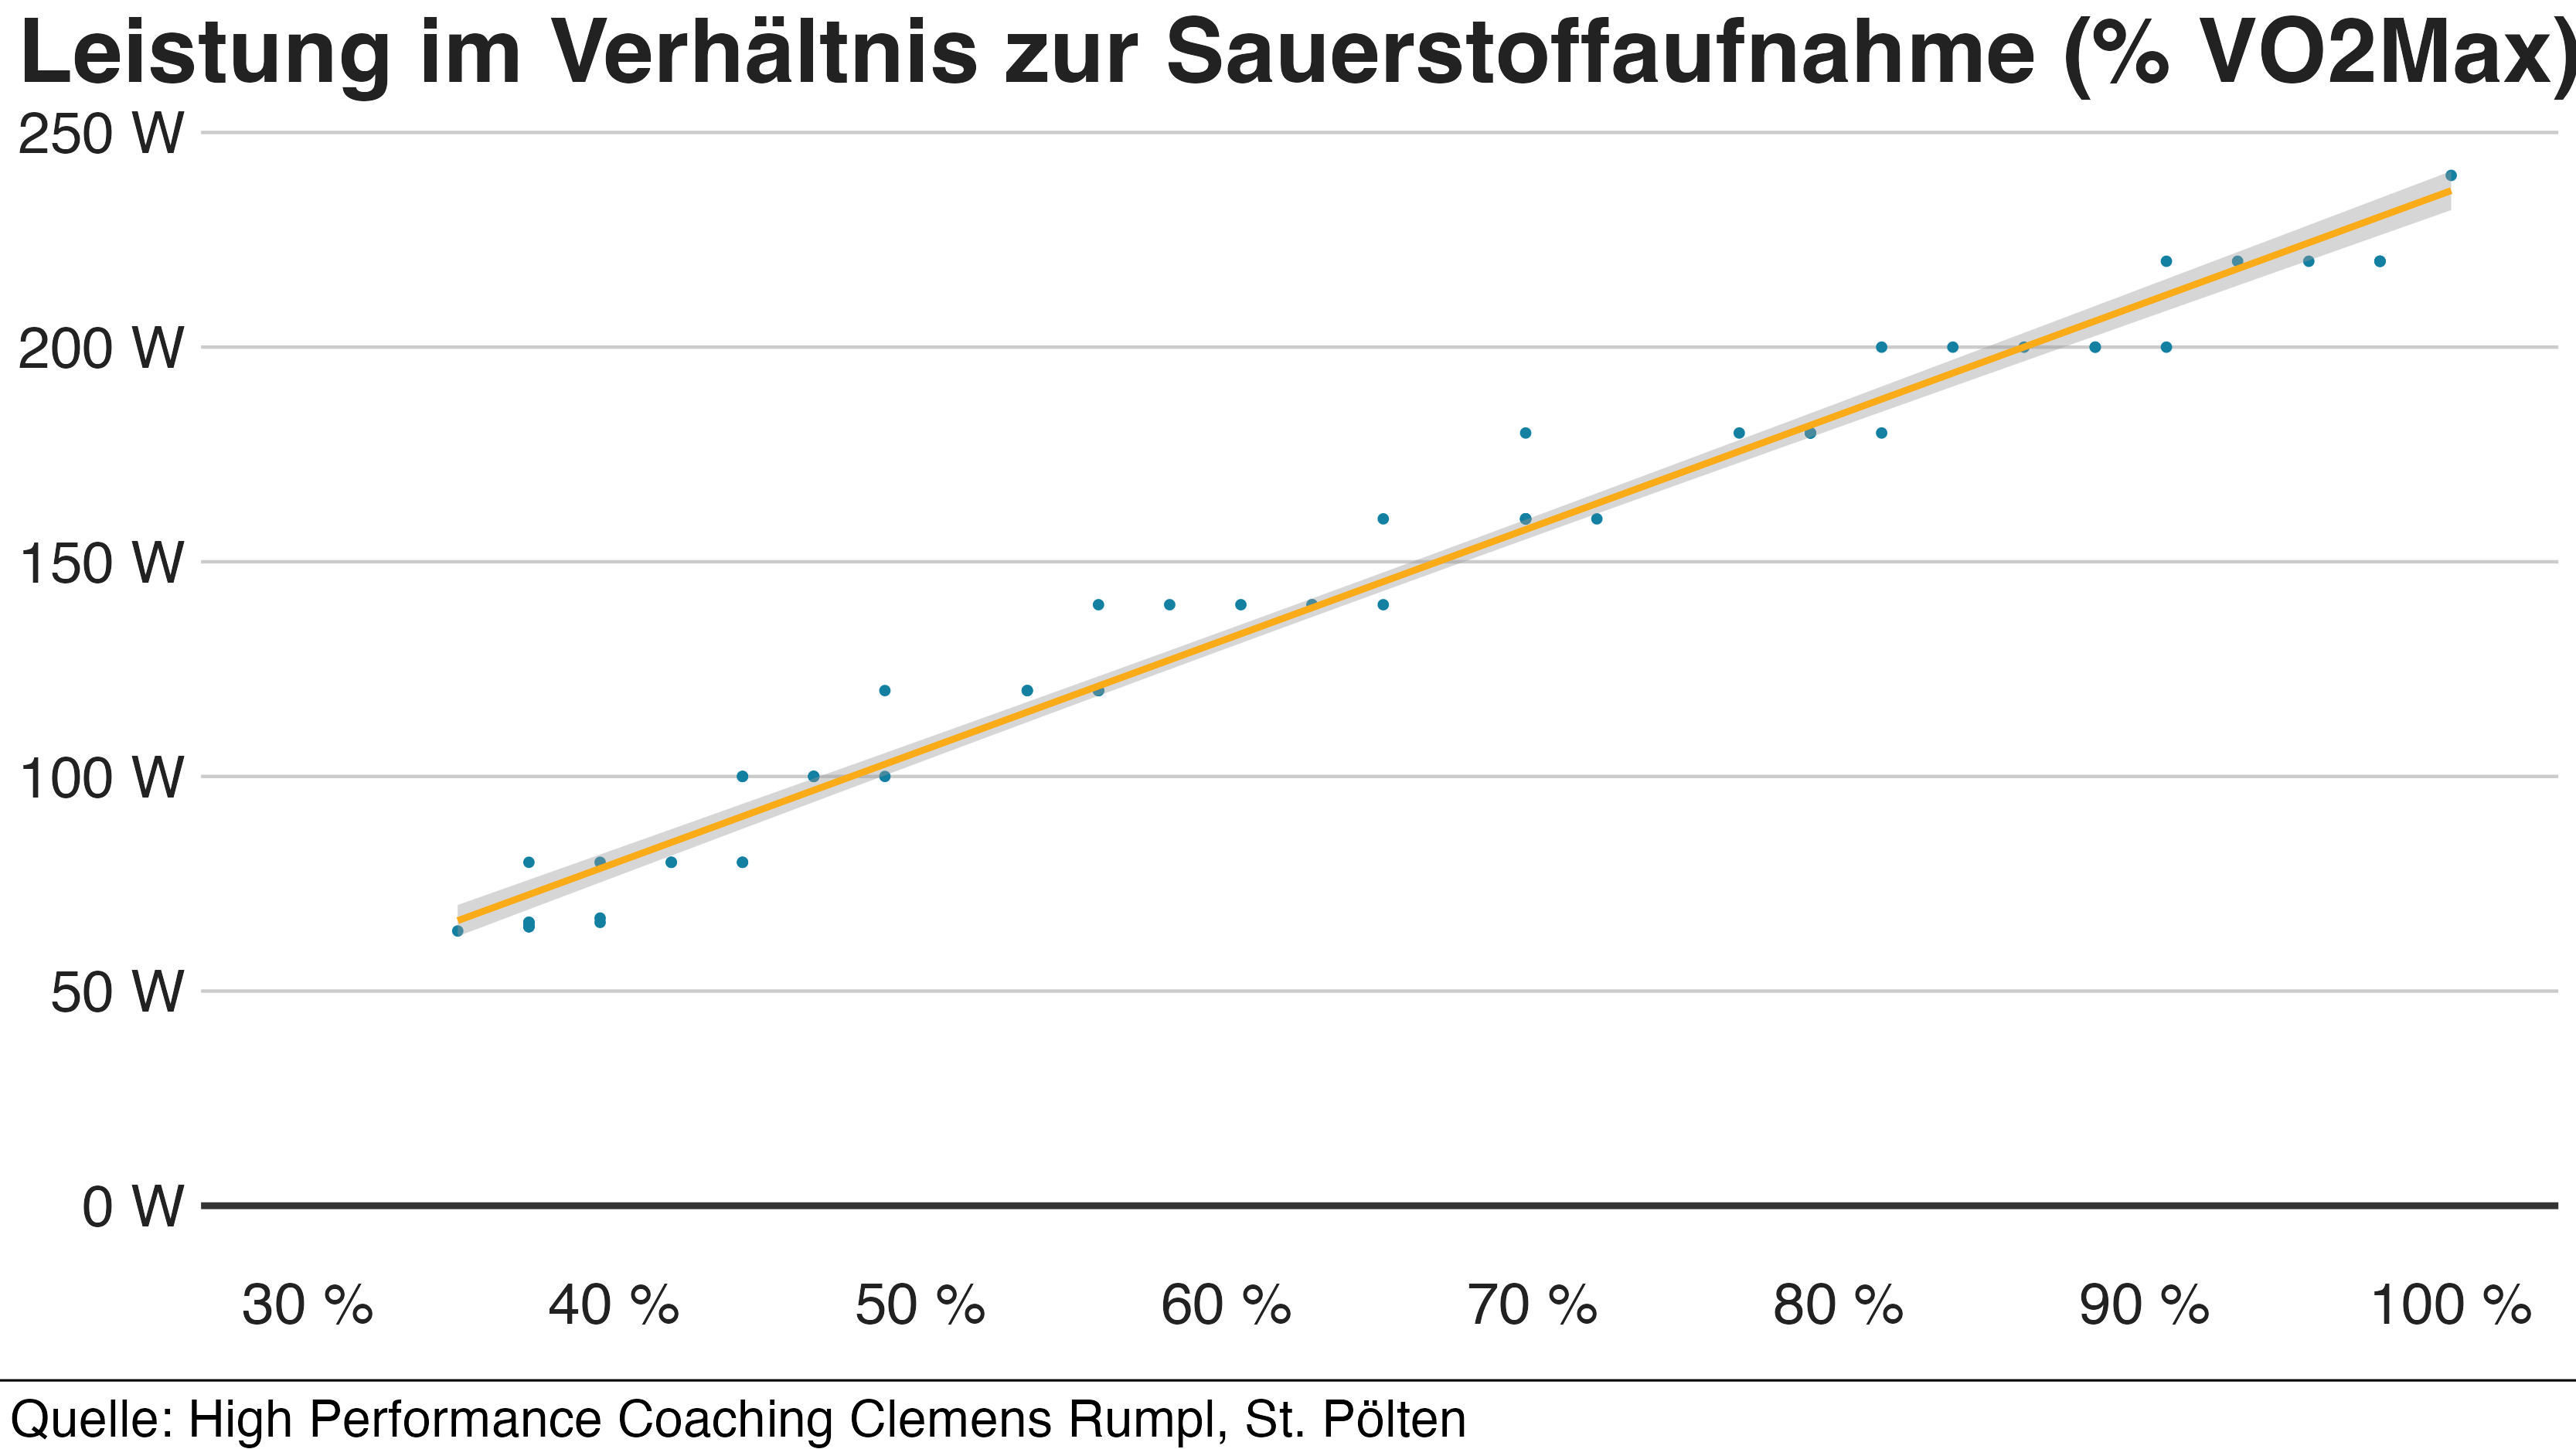 Leistung im Verhältnis zur Sauerstoffaufnahme (% VO2Max)
250 W
200 W
150 W
100 W
50 W
0 W
30 % 40 % 50 % 60 % 70 % 80 % 90 % 100 %
Quelle: High Performance Coaching Clemens Rumpl, St. Pölten